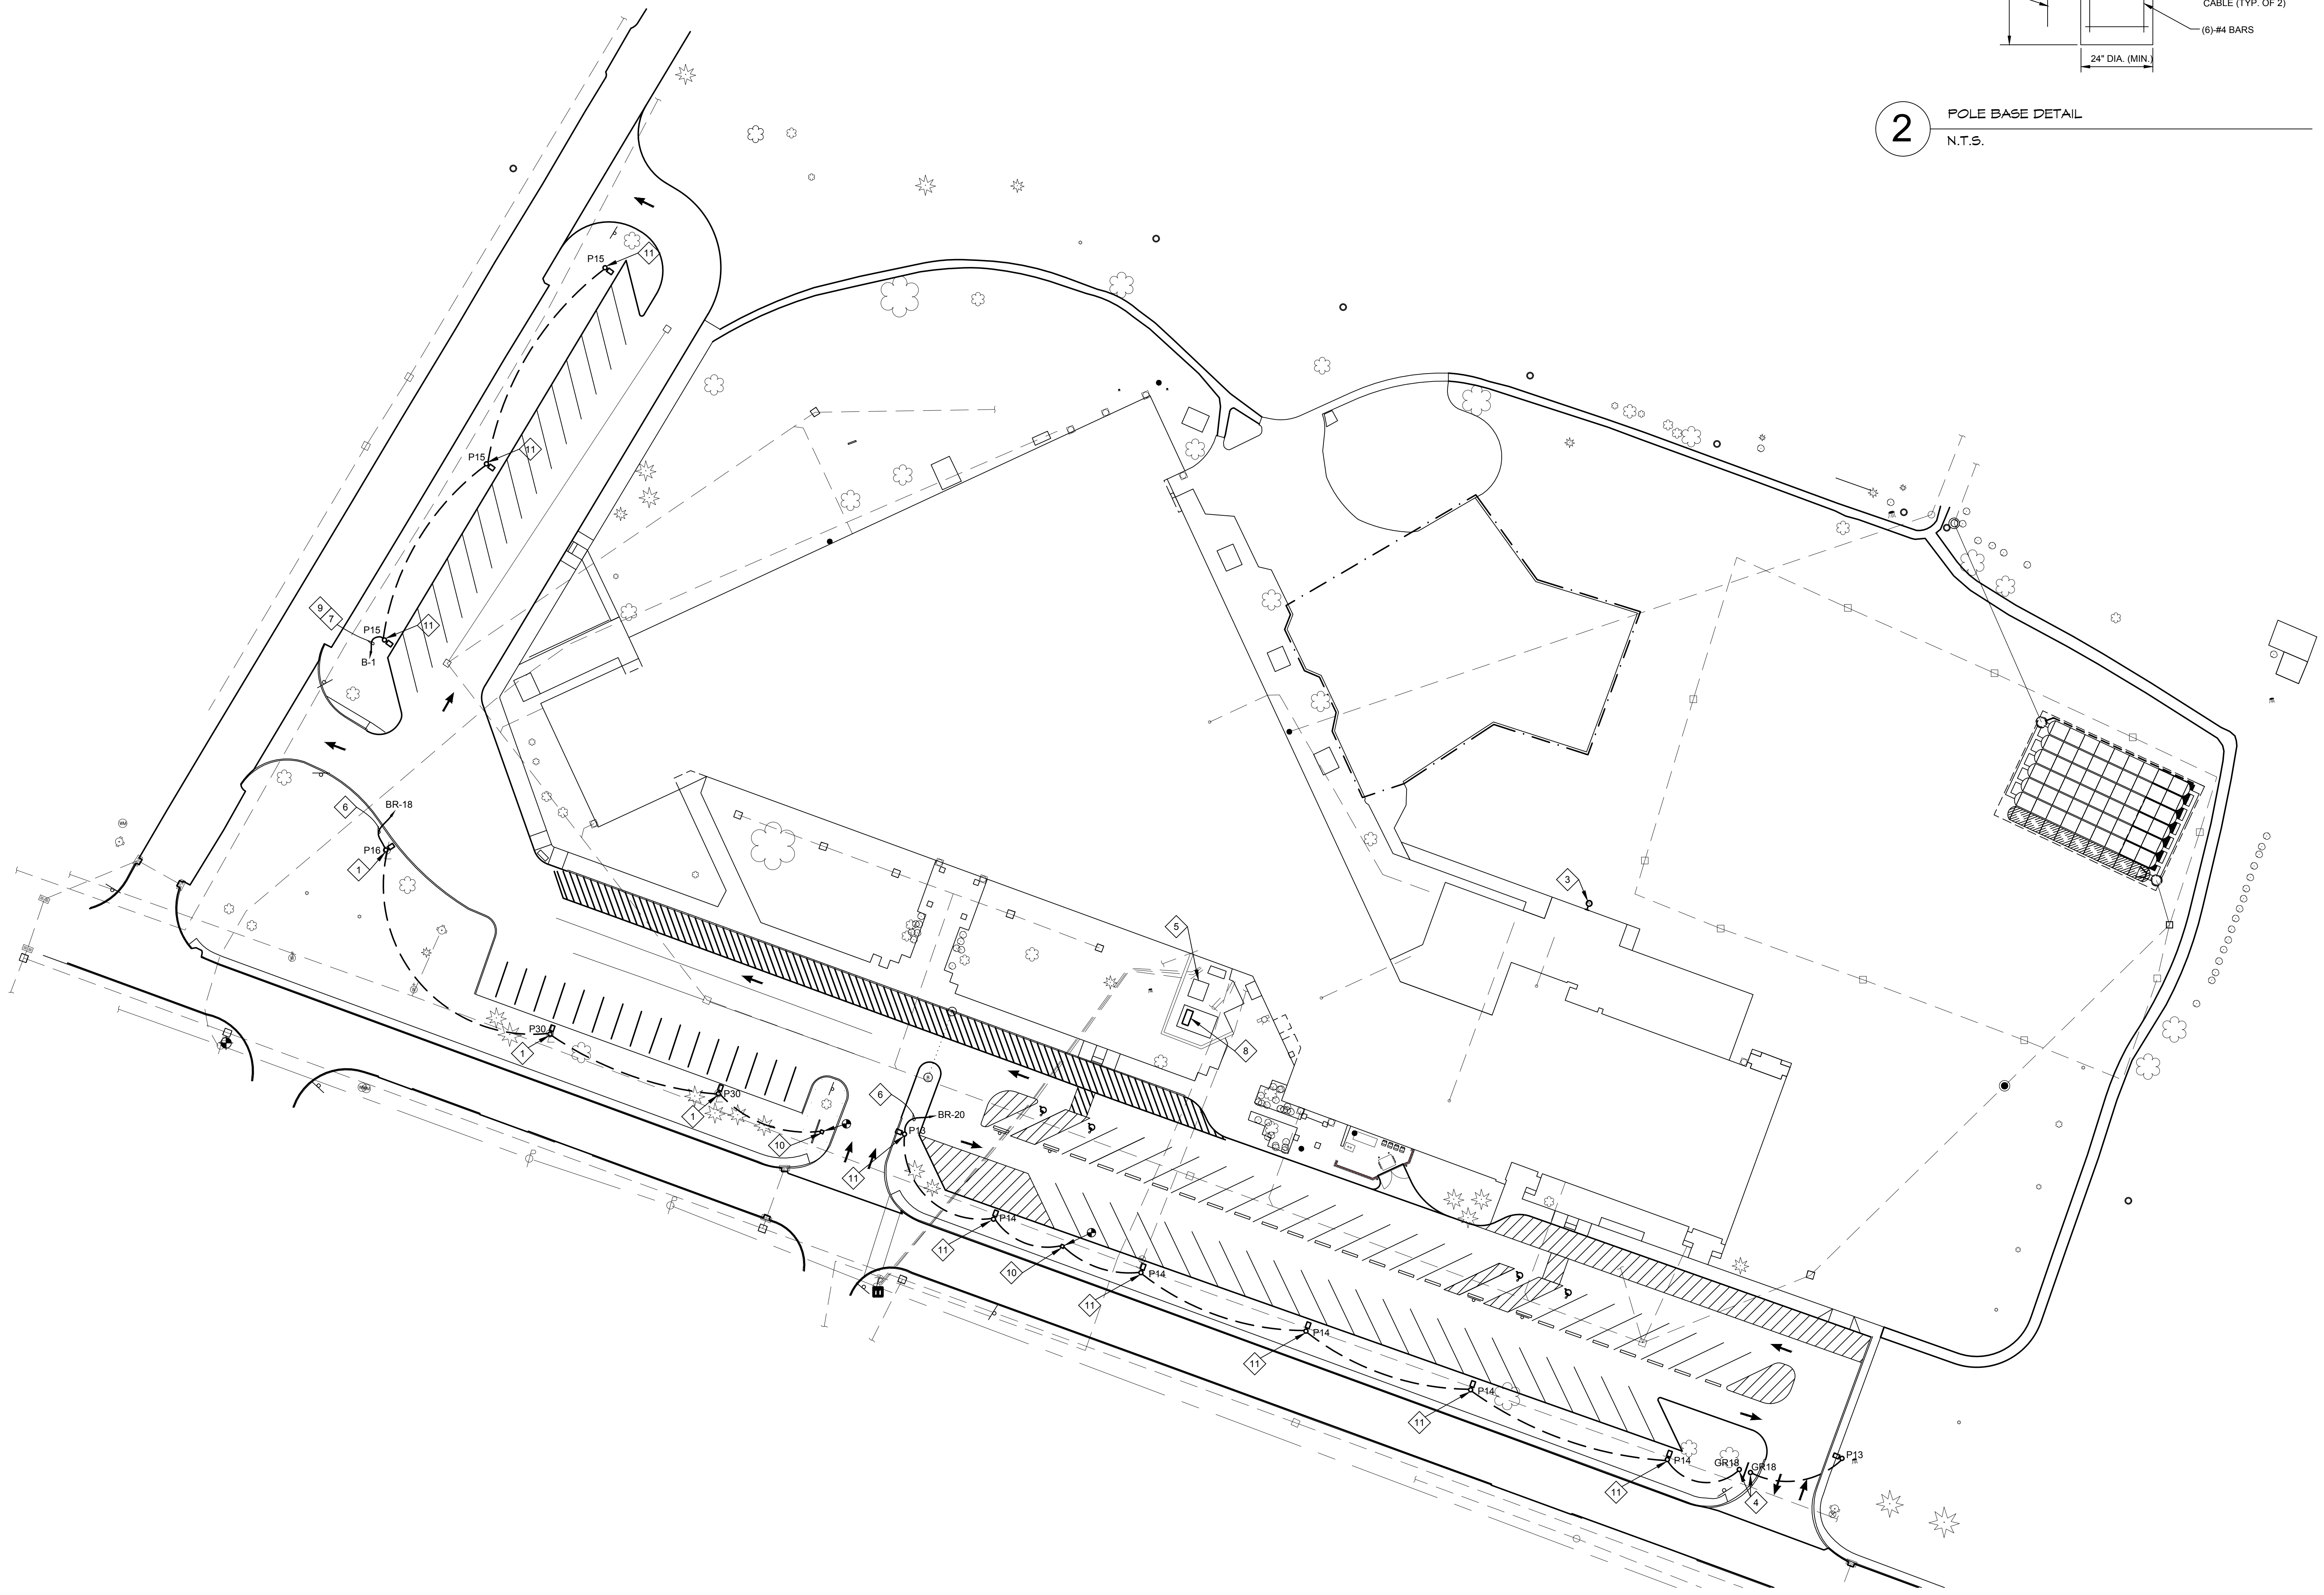 CABLE (TYP. OF 2)
(6)-#4 BARS
24" DIA. (MIN.)
2
POLE BASE DETAIL
N.T.S.
P15
11
P15
11
9
7
P15
11
B-1
6
BR-18
P16
1
3
5
P30
1
8
P30
1
6
BR-20
10
P13
11
P14
11
10
P14
11
P14
11
P14
11
P14
11
GR18
GR18
P13
4